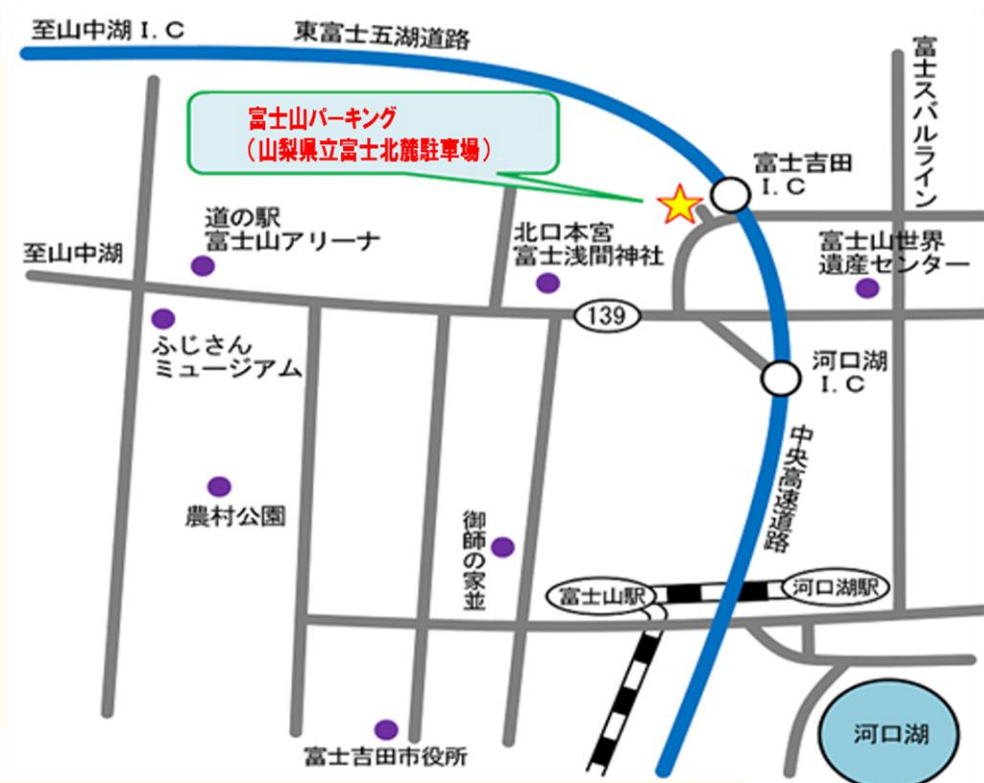 至山中湖 I. C
東富士五湖道路
富士スバルライン
富士山パーキング
（山梨県立富士北麓駐車場）
富士吉田
I. C
道の駅
富士山アリーナ
北口本宮
富士浅間神社
富士山世界
遺産センター
至山中湖
139
ふじさん
ミュージアム
河口湖
I. C
中央高速道路
農村公園
御師の家並
富士山駅
河口湖駅
富士吉田市役所
河口湖